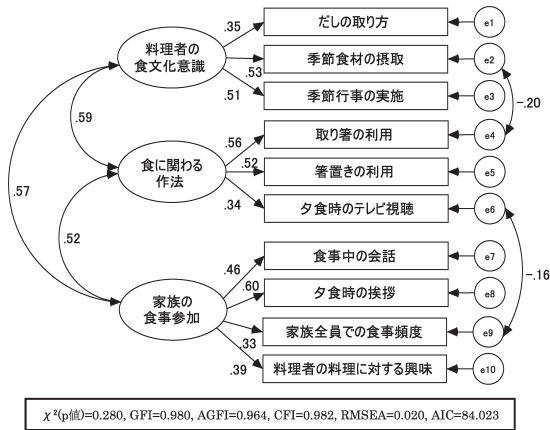 料理者の
食文化意識
食に関わる
作法
家族の
食事参加
だしの取り方
季節食材の摂取
季節行事の実施
取り箸の利用
箸置きの利用
夕食時のテレビ視聴
食事中の会話
夕食時の挨拶
家族全員での食事頻度
料理者の料理に対する興味
e1
e2
e3
e4
e5
e6
e7
e8
e9
e10
.35
.53
.51
.56
.52
.34
.46
.60
.33
.39
.59
.57
.52
-.20
-.16
χ²(p値)=0.280, GFI=0.980, AGFI=0.964, CFI=0.982, RMSEA=0.020, AIC=84.023